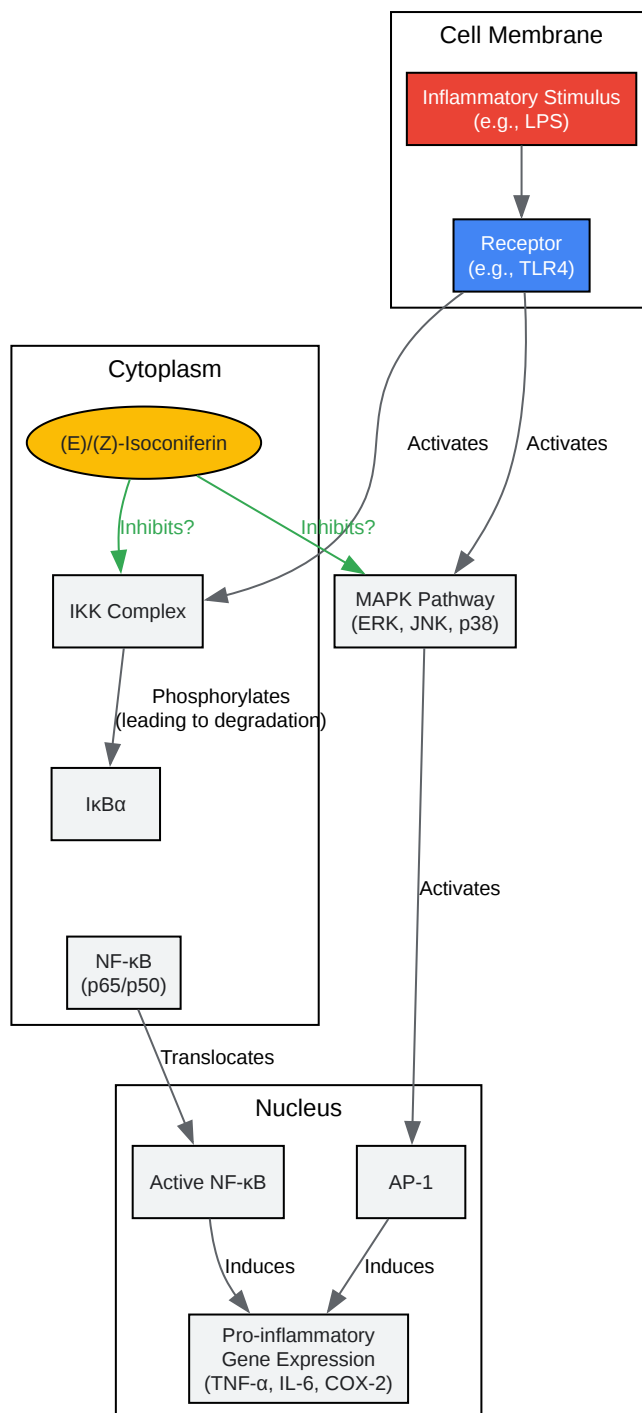 Cell Membrane
Inflammatory Stimulus
(e.g., LPS)
Receptor
(e.g., TLR4)
Cytoplasm
(E)/(Z)-Isoconiferin
Activates
Activates
Inhibits?
Inhibits?
IKK Complex
MAPK Pathway
(ERK, JNK, p38)
Phosphorylates
(leading to degradation)
IκBα
Activates
NF-κB
(p65/p50)
Translocates
Nucleus
Active NF-κB
AP-1
Induces
Induces
Pro-inflammatory
Gene Expression
(TNF-α, IL-6, COX-2)